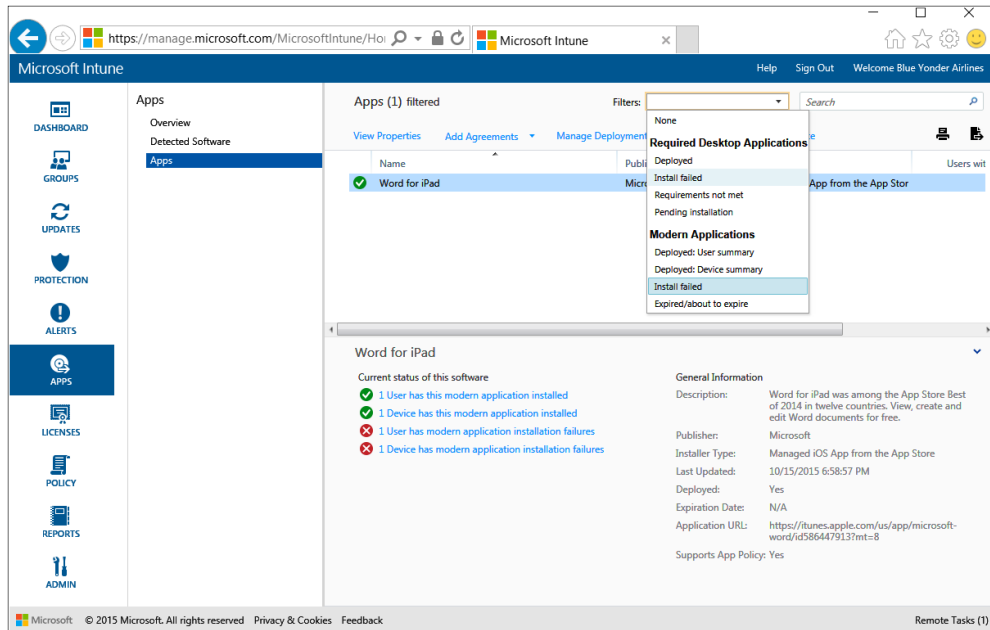 https://manage.microsoft.com/MicrosoftIntune/Ho
Microsoft Intune
Microsoft Intune
Help Sign Out Welcome Blue Yonder Airlines
DASHBOARD
GROUPS
UPDATES
PROTECTION
ALERTS
APPS
LICENSES
POLICY
REPORTS
ADMIN
Apps
Overview
Detected Software
Apps
Apps (1) filtered
Filters:
Search
View Properties Add Agreements Manage Deployment
Name
Users wit
Word for iPad
App from the App Stor
None
Required Desktop Applications
Deployed
Install failed
Requirements not met
Pending installation
Modern Applications
Deployed: User summary
Deployed: Device summary
Install failed
Expired/about to expire
Word for iPad
Current status of this software
1 User has this modern application installed
1 Device has this modern application installed
1 User has modern application installation failures
1 Device has modern application installation failures
General Information
Description: Word for iPad was among the App Store Best
of 2014 in twelve countries. View, create and
edit Word documents for free.
Publisher: Microsoft
Installer Type: Managed iOS App from the App Store
Last Updated: 10/15/2015 6:58:57 PM
Deployed: Yes
Expiration Date: N/A
Application URL: https://itunes.apple.com/us/app/microsoft-
word/id586447913?mt=8
Supports App Policy: Yes
Microsoft © 2015 Microsoft. All rights reserved Privacy & Cookies Feedback
Remote Tasks (1)